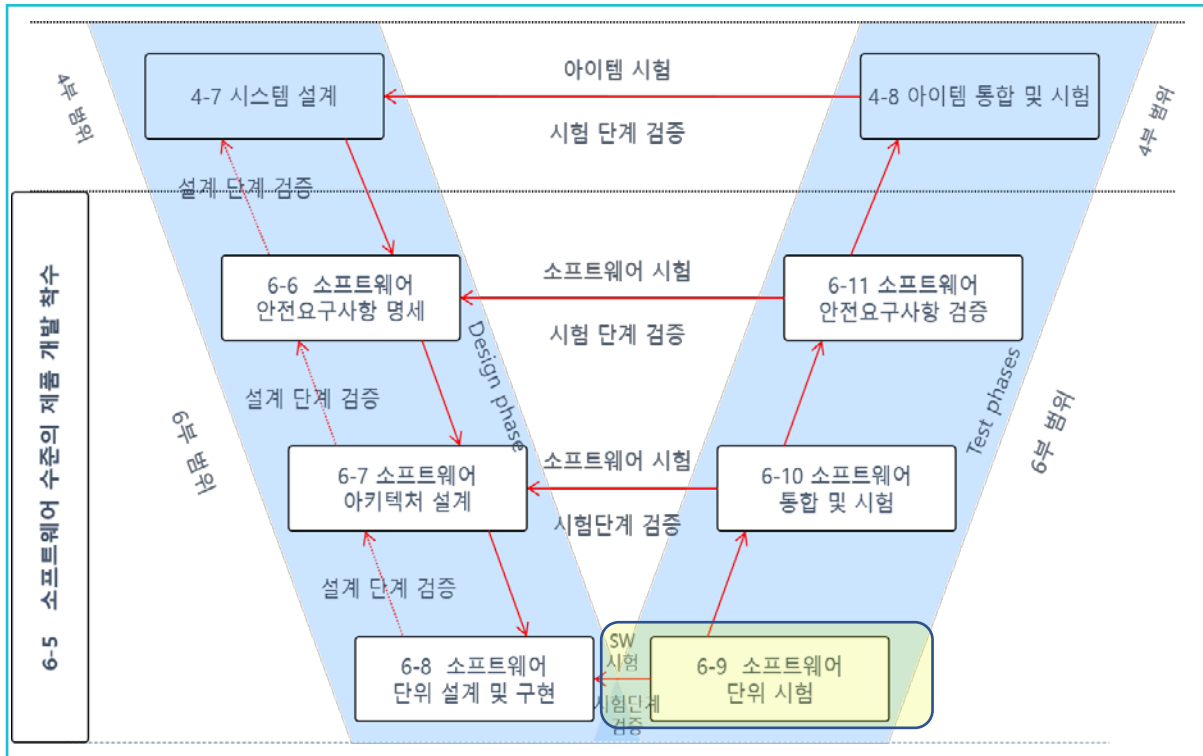 4부 범위
4-7 시스템 설계
아이템 시험
시험 단계 검증
4-8 아이템 통합 및 시험
4부 범위
설계 단계 검증
6-5 소프트웨어 수준의 제품 개발 착수
6-6 소프트웨어
안전요구사항 명세
소프트웨어 시험
시험 단계 검증
6-11 소프트웨어
안전요구사항 검증
설계 단계 검증
Design phase
Test phases
6부 범위
6부 범위
6-7 소프트웨어
아키텍처 설계
소프트웨어 시험
시험단계 검증
6-10 소프트웨어
통합 및 시험
설계 단계 검증
6-8 소프트웨어
단위 설계 및 구현
SW
시험
시험단계
검증
6-9 소프트웨어
단위 시험